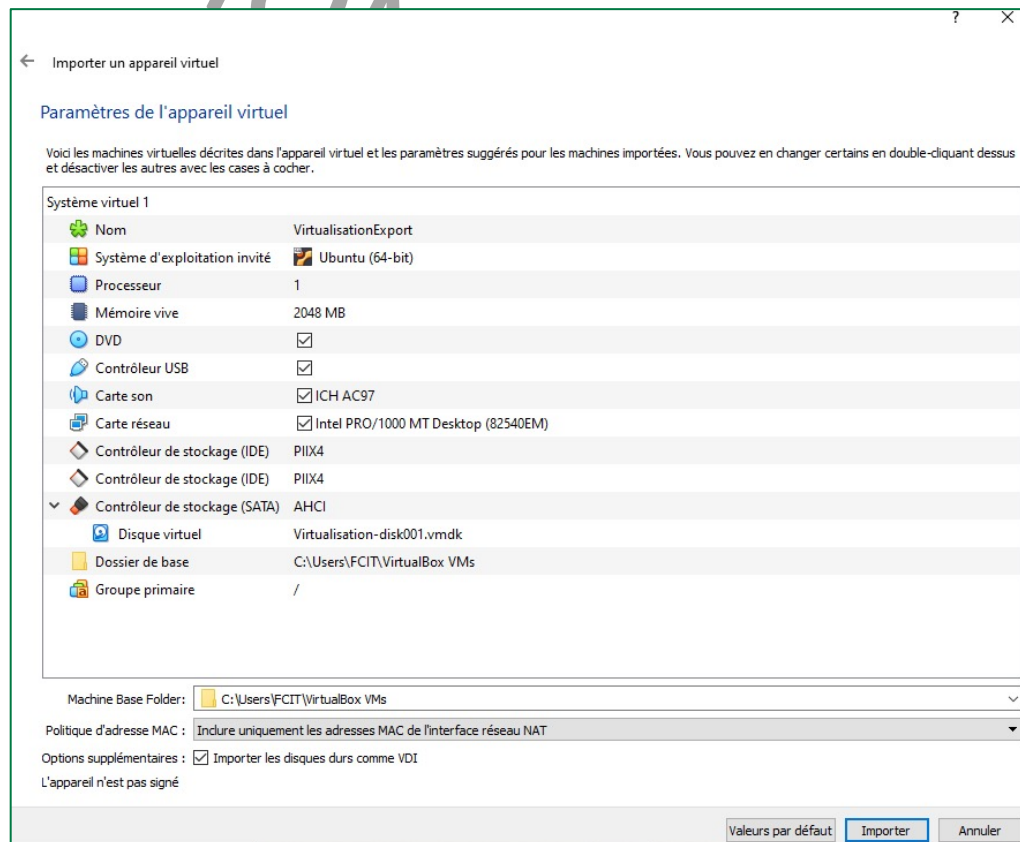 ?
Importer un appareil virtuel
Paramètres de l'appareil virtuel
Voici les machines virtuelles décrites dans l'appareil virtuel et les paramètres suggérés pour les machines importées. Vous pouvez en changer certains en double-cliquant dessus
et désactiver les autres avec les cases à cocher.
Système virtuel 1
Nom VirtualisationExport
Système d'exploitation invité Ubuntu (64-bit)
Processeur 1
Mémoire vive 2048 MB
DVD
Contrôleur USB
Carte son ICH AC97
Carte réseau Intel PRO/1000 MT Desktop (82540EM)
Contrôleur de stockage (IDE) PIIX4
Contrôleur de stockage (IDE) PIIX4
Contrôleur de stockage (SATA) AHCI
Disque virtuel Virtualisation-disk001.vmdk
Dossier de base C:\Users\FCIT\VirtualBox VMs
Groupe primaire /
Machine Base Folder: C:\Users\FCIT\VirtualBox VMs
Politique d'adresse MAC : Inclure uniquement les adresses MAC de l'interface réseau NAT
Options supplémentaires : Importer les disques durs comme VDI
L'appareil n'est pas signé
Valeurs par défaut Importer Annuler